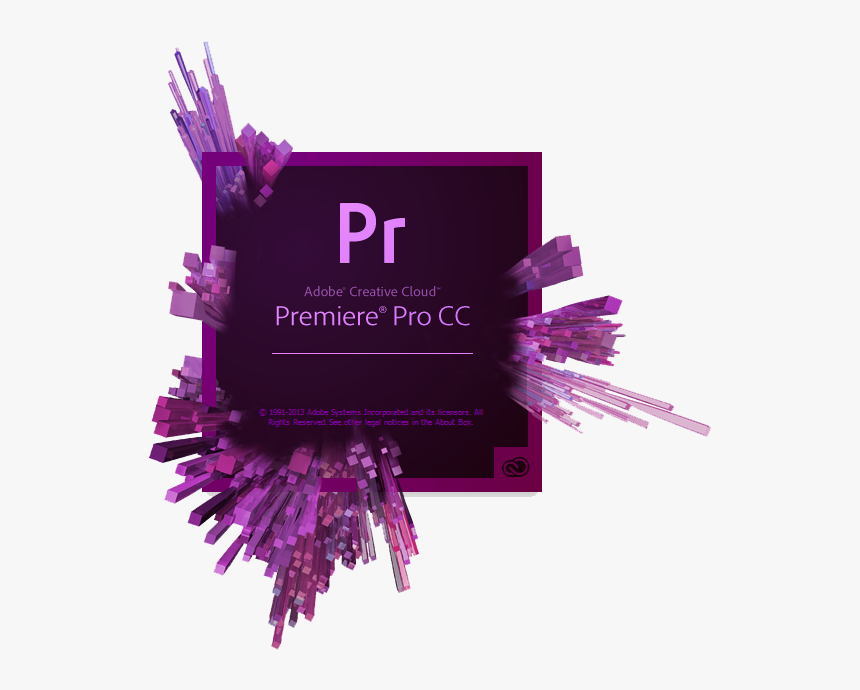 Pr
Adobe® Creative Cloud™
Premiere® Pro CC
© 1991-2013 Adobe Systems Incorporated and its licensors. All
Rights Reserved. See other legal notices in the About Box.